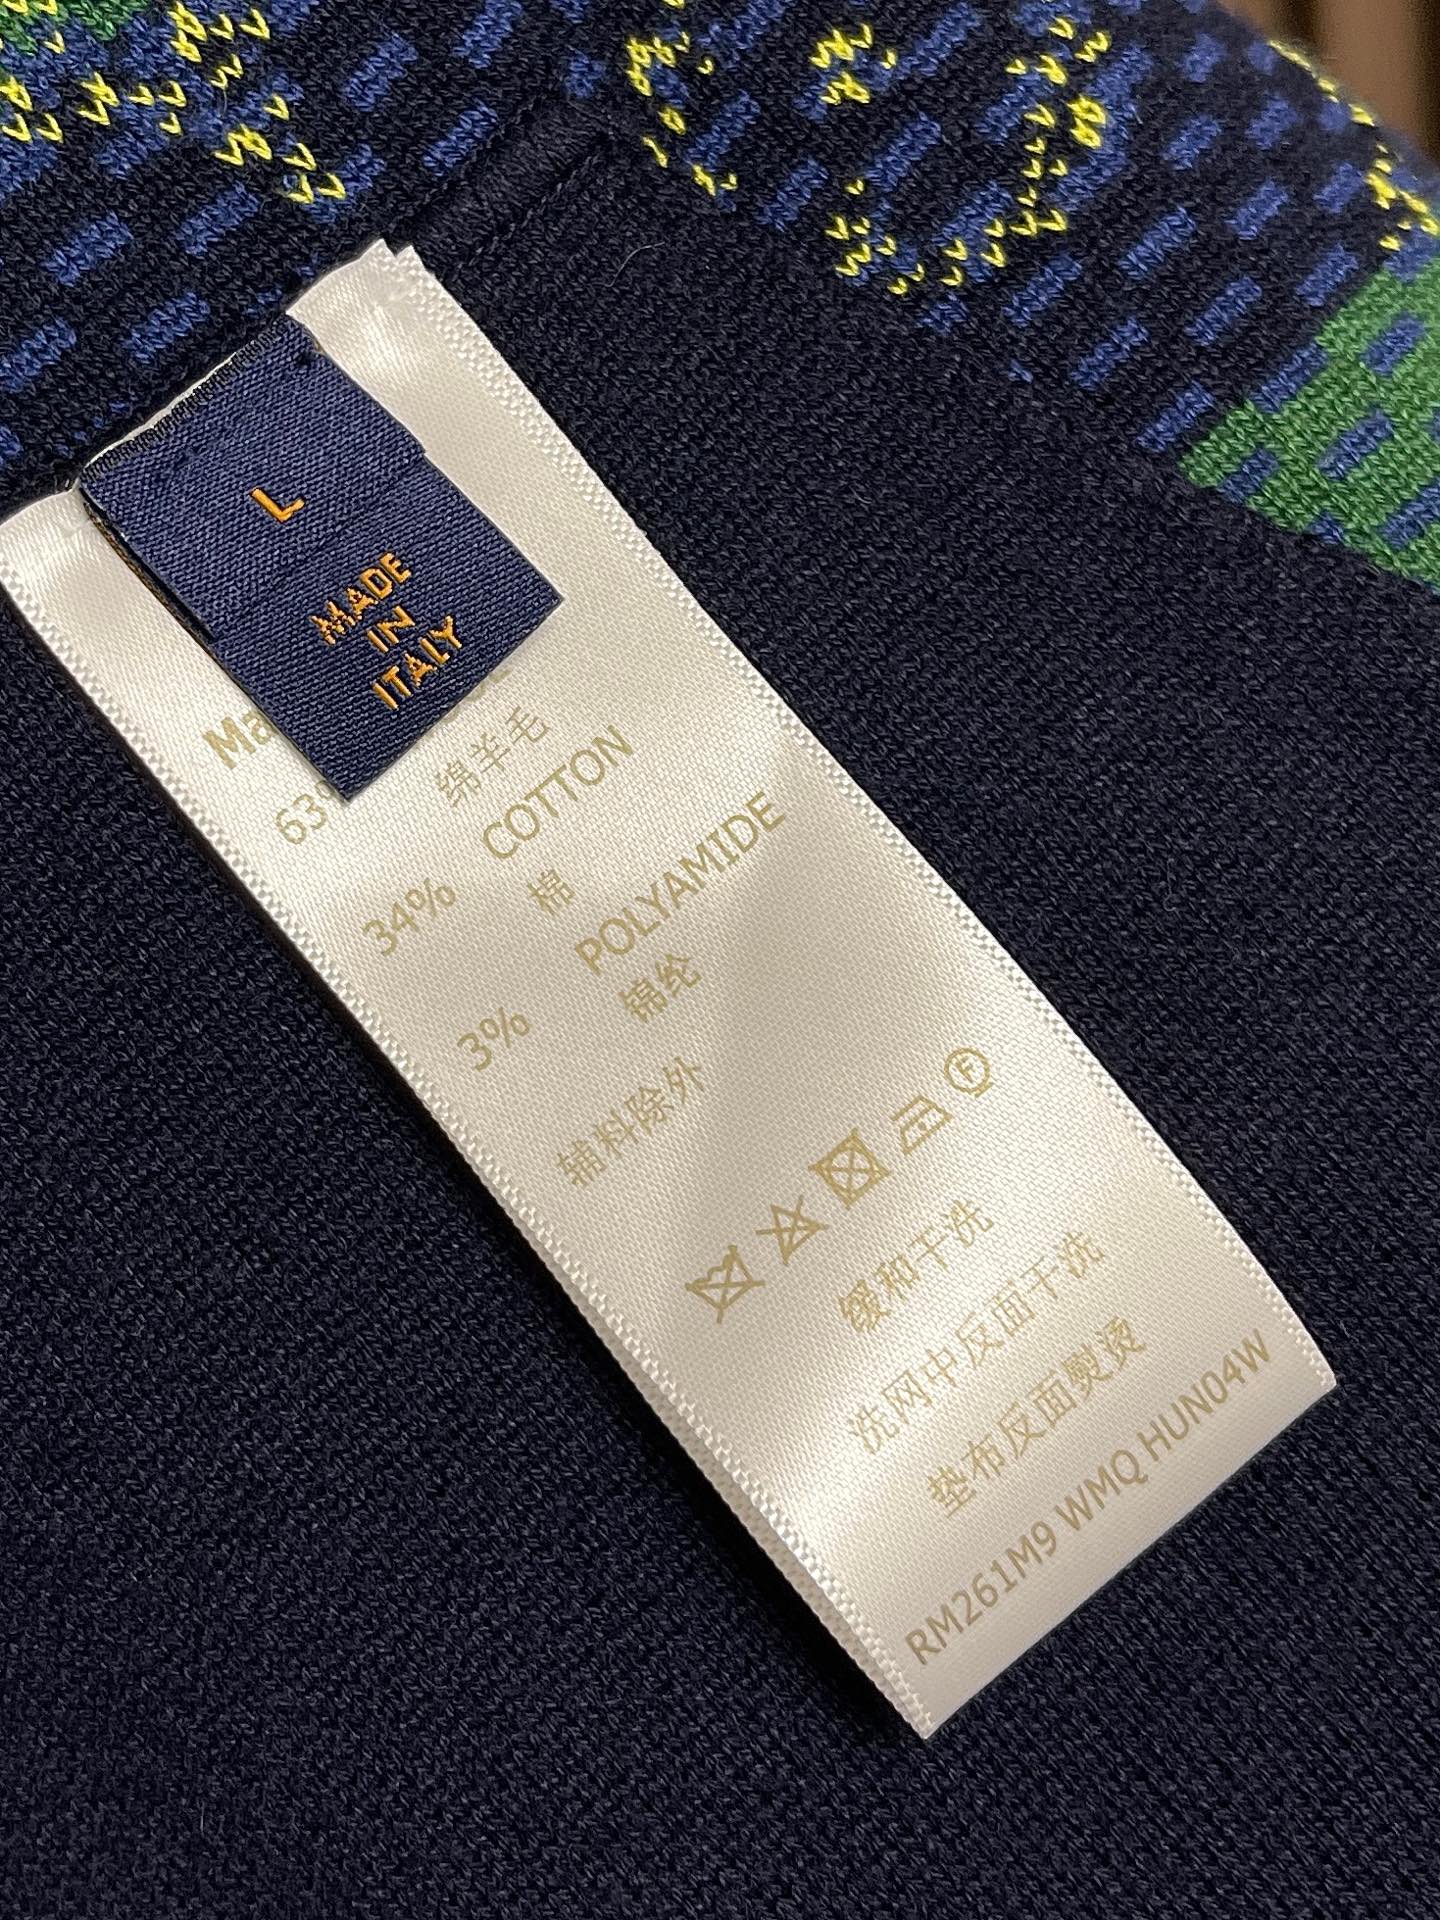 L
MADE
IN
ITALY
Ma
63%
绵羊毛
34% COTTON
棉
3% POLYAMIDE
锦纶
辅料除外
F
缓和干洗
洗网中反面干洗
垫布反面熨烫
RM261M9 WMQ HUN04W